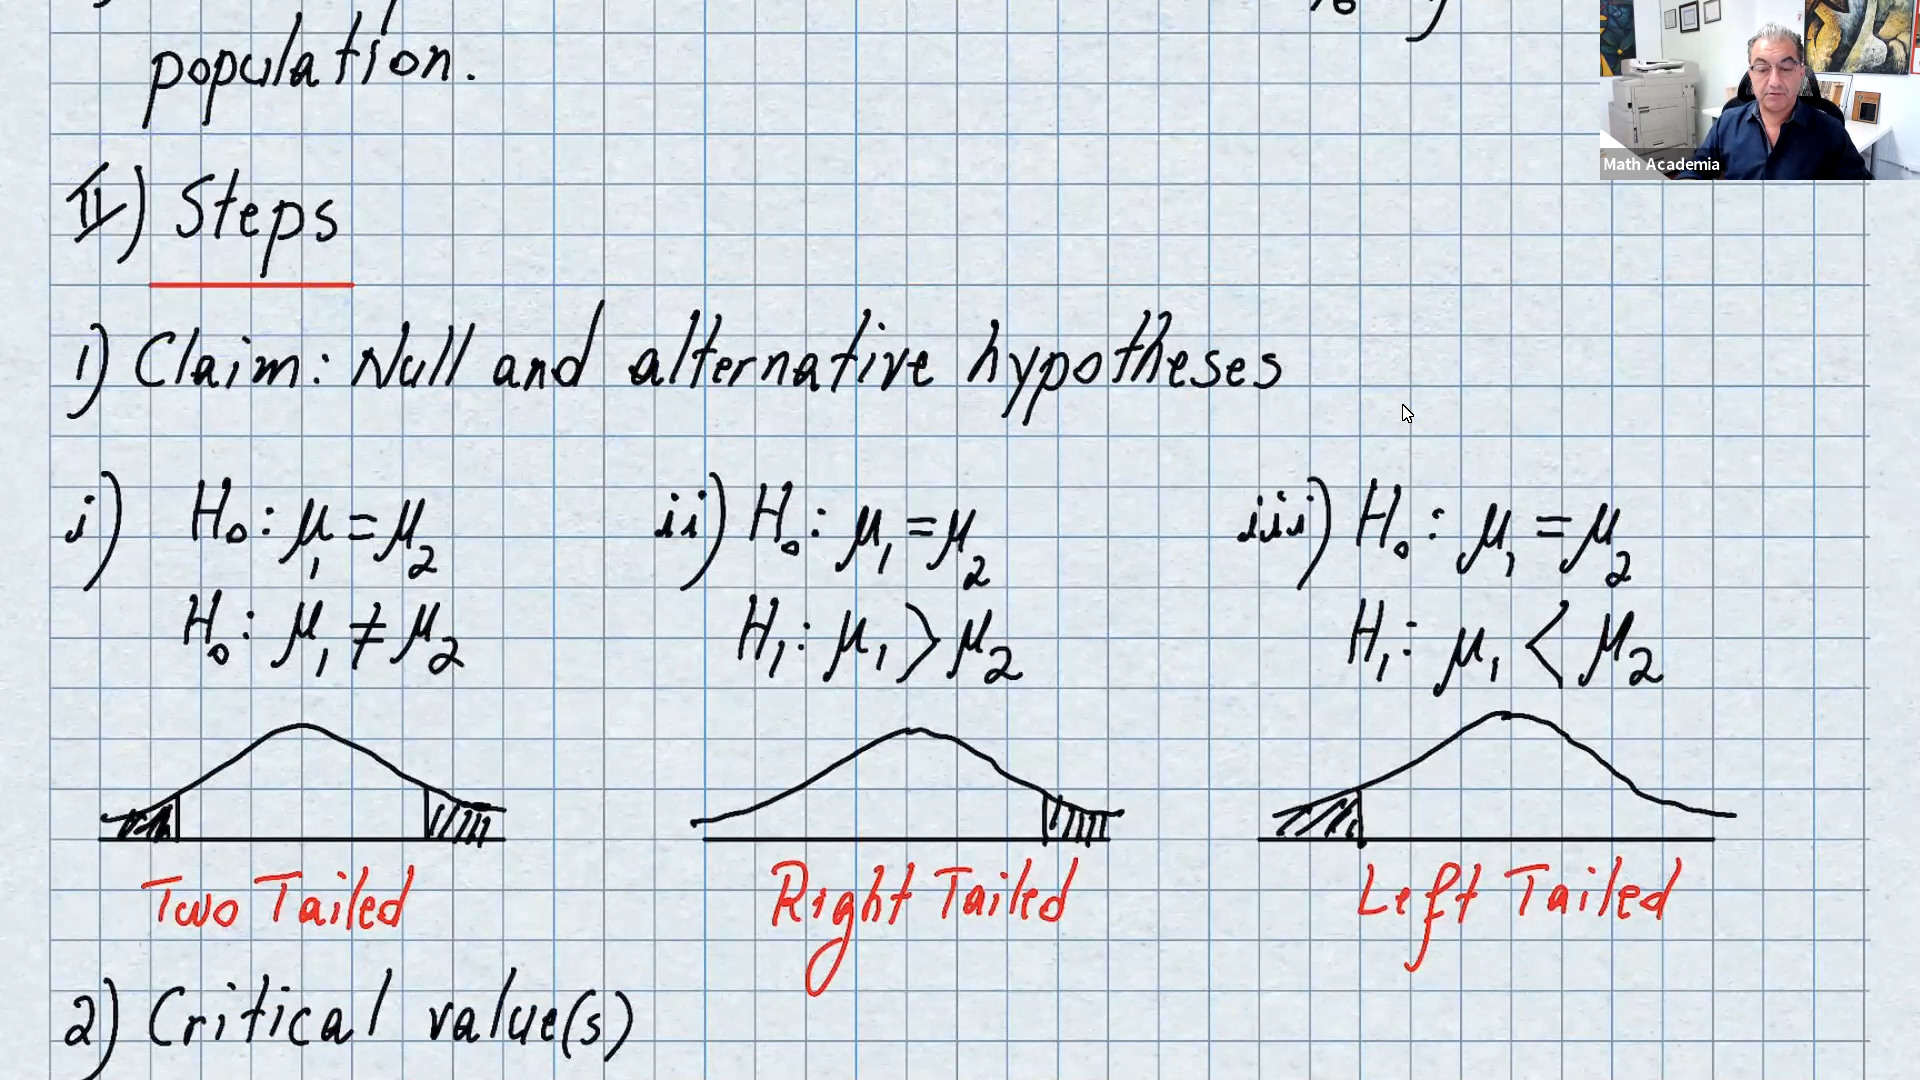 population.
Math Academia
II) Steps
1) Claim: Null and alternative hypotheses
i) H₀: μ₁ = μ₂ ii) H₀: μ₁ = μ₂ iii) H₀: μ₁ = μ₂
H₀: μ₁ ≠ μ₂ H₁: μ₁ > μ₂ H₁: μ₁ < μ₂
Two Tailed Right Tailed Left Tailed
2) Critical value(s)